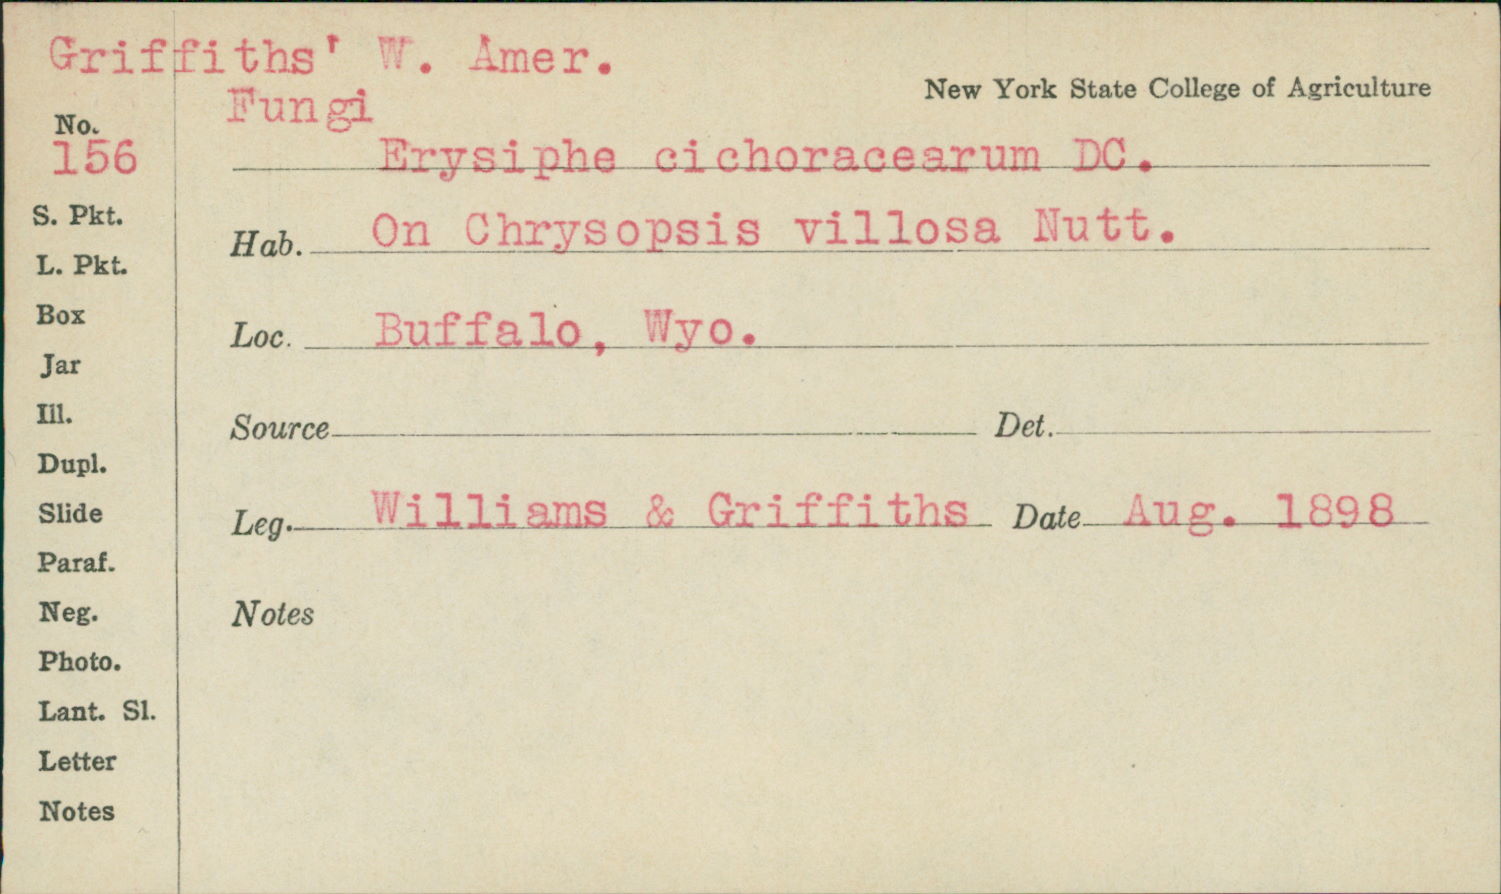 Griffiths' W. Amer.
Fungi
New York State College of Agriculture
No.
156
Erysiphe cichoracearum DC.
S. Pkt.
Hab. On Chrysopsis villosa Nutt.
L. Pkt.
Box
Loc. Buffalo, Wyo.
Jar
Ill.
Source Det.
Dupl.
Slide
Leg. Williams & Griffiths Date Aug. 1898
Paraf.
Neg.
Notes
Photo.
Lant. Sl.
Letter
Notes